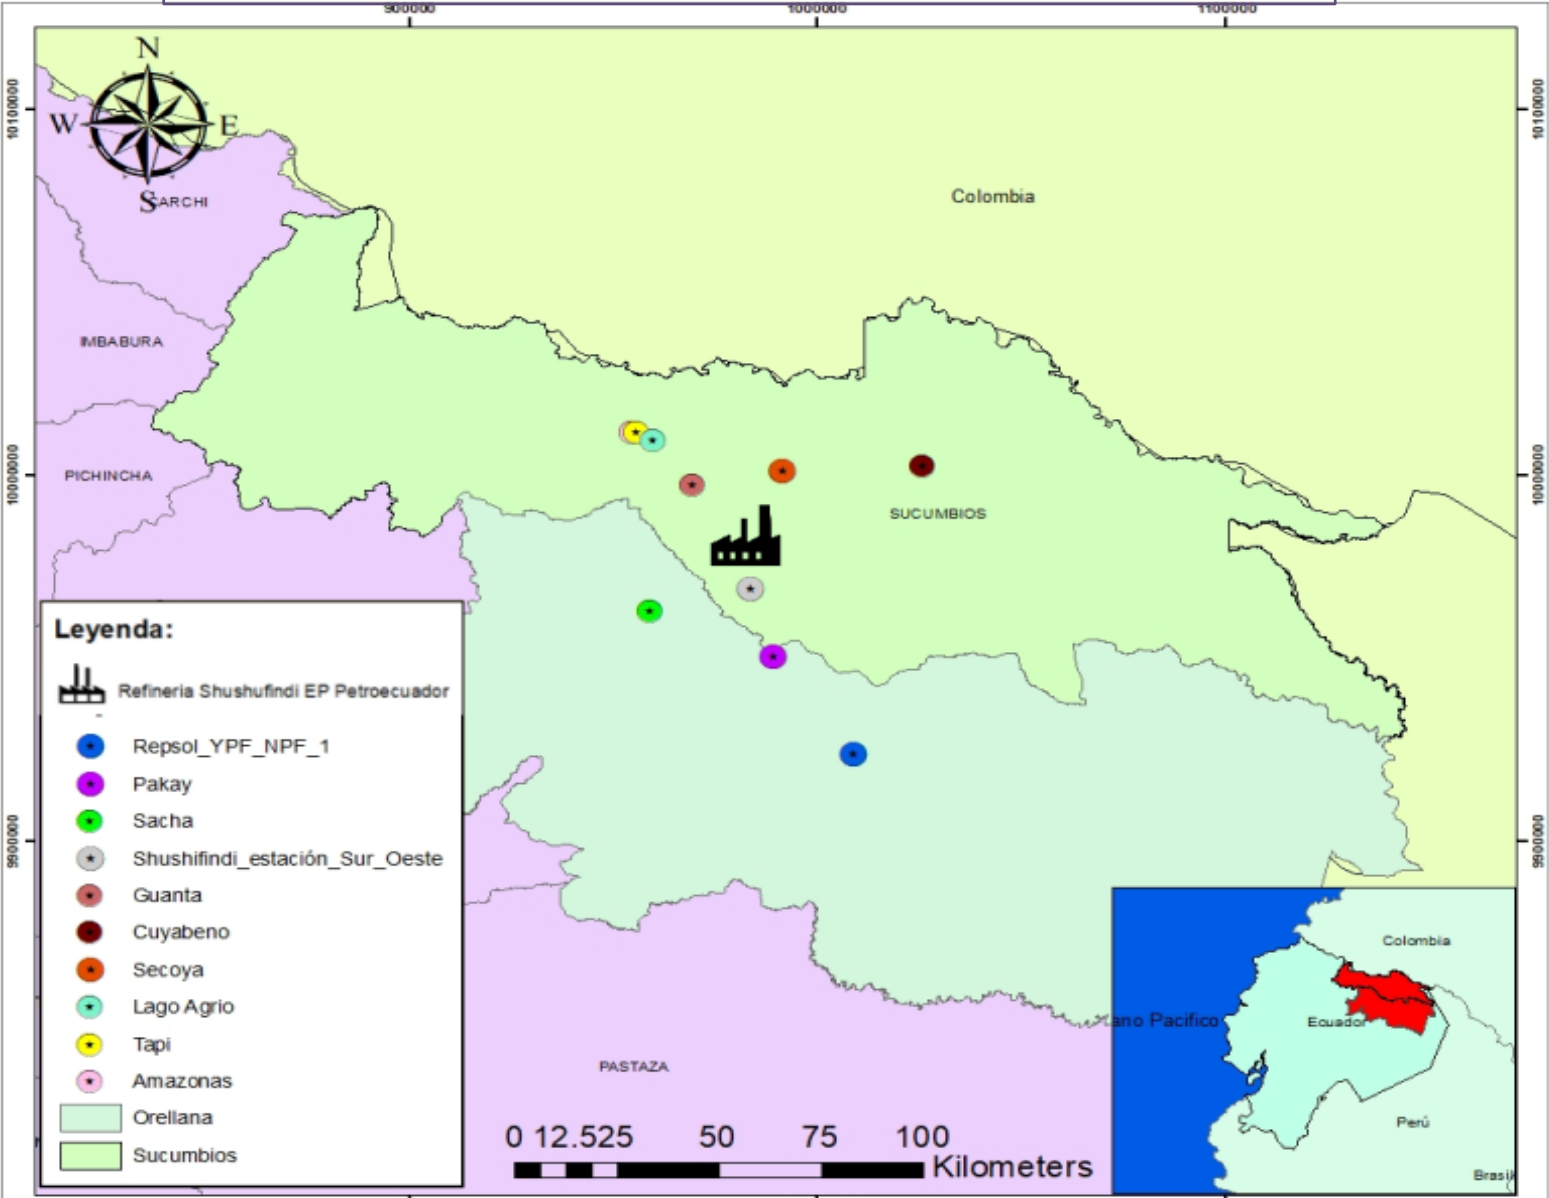 900000 1000000 1100000
N
W E
S
10100000 10100000
CARCHI
Colombia
IMBABURA
PICHINCHA
10000000 10000000
SUCUMBIOS
Leyenda:
Refineria Shushufindi EP Petroecuador
Repsol_YPF_NPF_1
Pakay
Sacha
Shushifindi_estación_Sur_Oeste
Guanta
Cuyabeno
Secoya
Lago Agrio
Tapi
Amazonas
Orellana
Sucumbios
9900000 9900000
PASTAZA
0 12.525 50 75 100
Kilometers
Colombia
ano Pacifico
Ecuador
Perú
Brasil